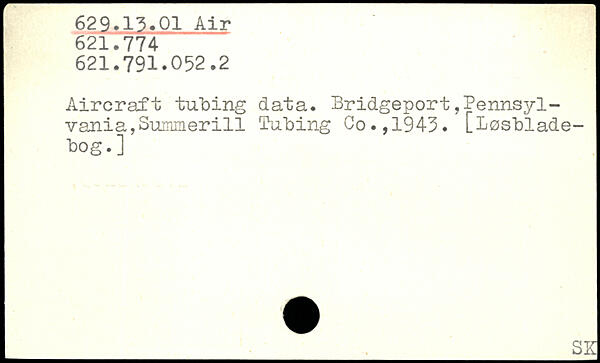 629.13.01 Air
621.774
621.791.052.2
Aircraft tubing data. Bridgeport,Pennsyl-
vania,Summerill Tubing Co.,1943. [Løsblade-
bog.]
SK